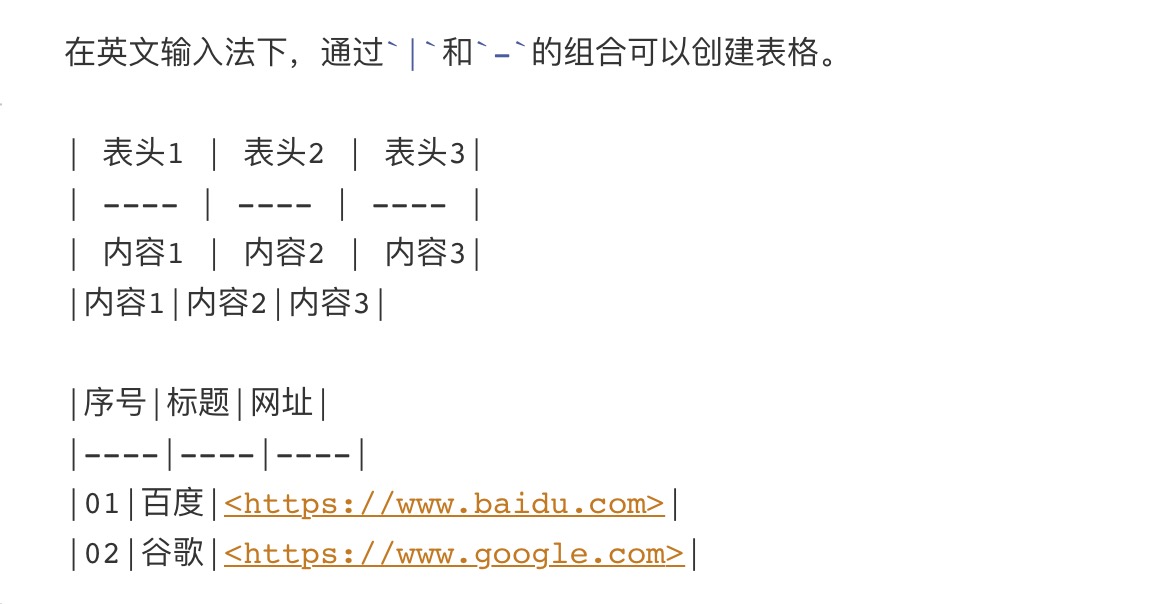 在英文输入法下，通过`|`和`-`的组合可以创建表格。
| 表头1 | 表头2 | 表头3|
| ---- | ---- | ---- |
| 内容1 | 内容2 | 内容3|
|内容1|内容2|内容3|
|序号|标题|网址|
|----|----|----|
|01|百度|<https://www.baidu.com>|
|02|谷歌|<https://www.google.com>|